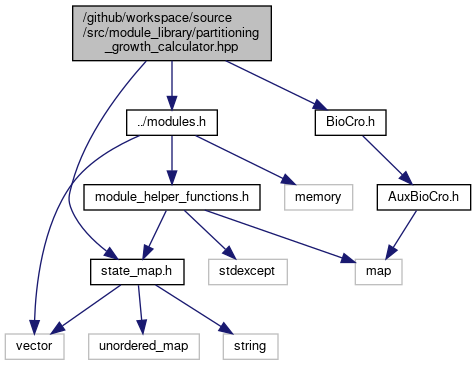 /github/workspace/source
/src/module_library/partitioning
_growth_calculator.hpp
../modules.h
BioCro.h
module_helper_functions.h
memory
AuxBioCro.h
state_map.h
stdexcept
map
vector
unordered_map
string